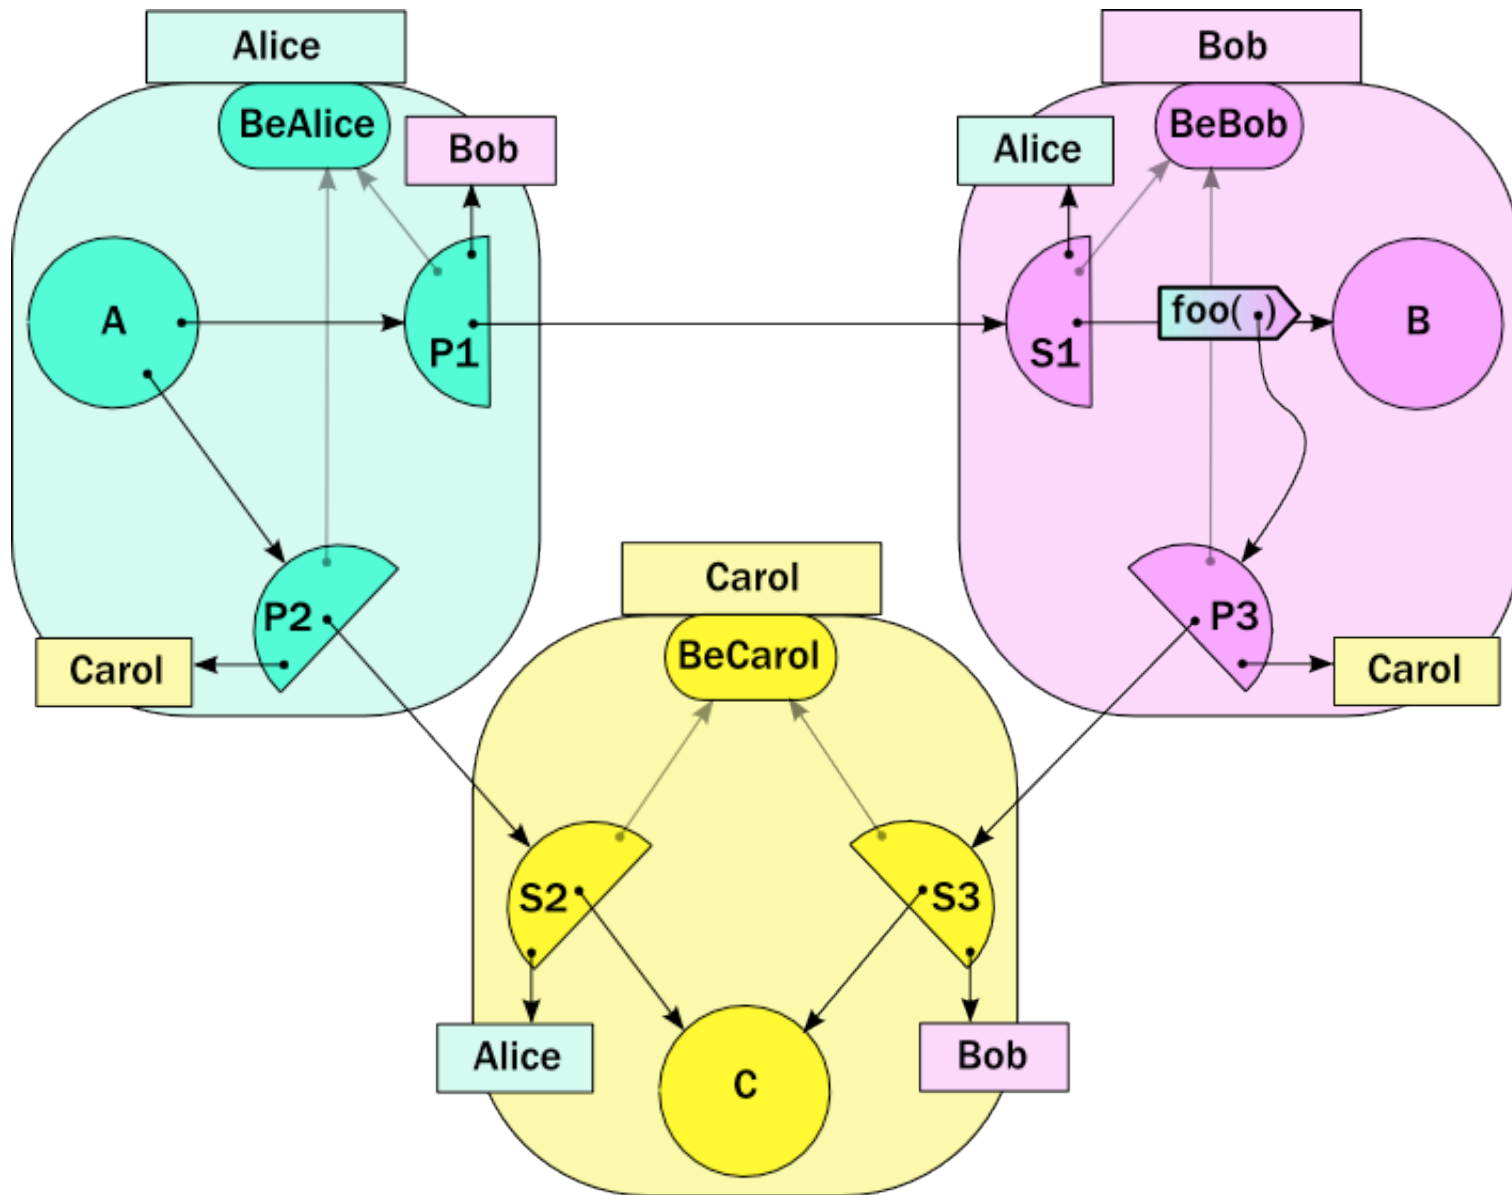 Alice
Bob
BeAlice
Bob
Alice
BeBob
A
P1
S1
foo( . )
B
Carol
P2
P3
Carol
BeCarol
Carol
S2
S3
Alice
C
Bob